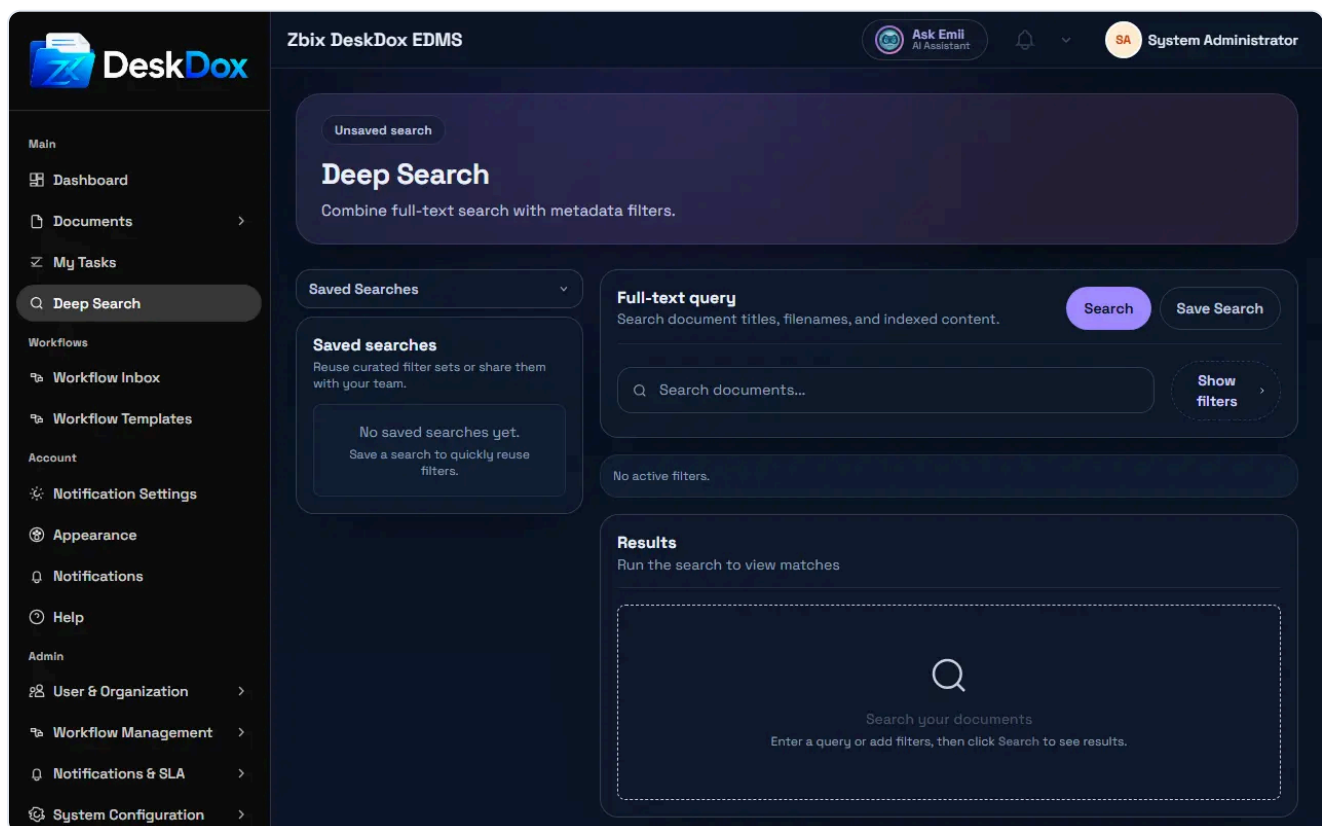 DeskDox
Main
Dashboard
Documents
My Tasks
Deep Search
Workflows
Workflow Inbox
Workflow Templates
Account
Notification Settings
Appearance
Notifications
Help
Admin
User & Organization
Workflow Management
Notifications & SLA
System Configuration
Zbix DeskDox EDMS
Ask Emii
AI Assistant
SA
System Administrator
Unsaved search
Deep Search
Combine full-text search with metadata filters.
Saved Searches
Saved searches
Reuse curated filter sets or share them
with your team.
No saved searches yet.
Save a search to quickly reuse
filters.
Full-text query
Search document titles, filenames, and indexed content.
Search
Save Search
Search documents...
Show
filters
No active filters.
Results
Run the search to view matches
Search your documents
Enter a query or add filters, then click Search to see results.